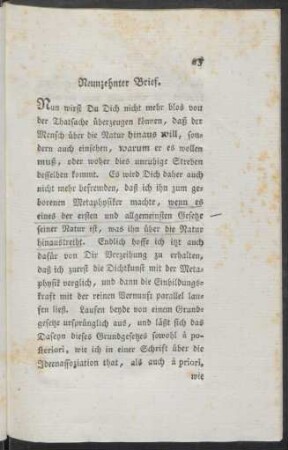 Neunzehnter Brief.
Nun wirst Du Dich nicht mehr blos von
der Thatsache überzeugen können, daß der
Mensch über die Natur hinaus will, son-
dern auch einsehen, warum er es wollen
muß, oder woher dies unruhige Streben
desselben kommt. Es wird Dich daher auch
nicht mehr befremden, daß ich ihn zum ge-
borenen Metaphysiker machte, wenn es
eines der ersten und allgemeinsten Gesetze
seiner Natur ist, was ihn über die Natur
hinaustreibt. Endlich hoffe ich itzt auch
dafür von Dir Verzeihung zu erhalten,
daß ich zuerst die Dichtkunst mit der Meta-
physik verglich, und dann die Einbildungs-
kraft mit der reinen Vernunft parallel lau-
fen ließ. Laufen beyde von einem Grund-
gesetz ursprünglich aus, und läßt sich das
Daseyn dieses Grundgesetzes sowohl à po-
steriori, wie ich in einer Schrift über die
Ideenassoziation that, als auch à priori,
wie